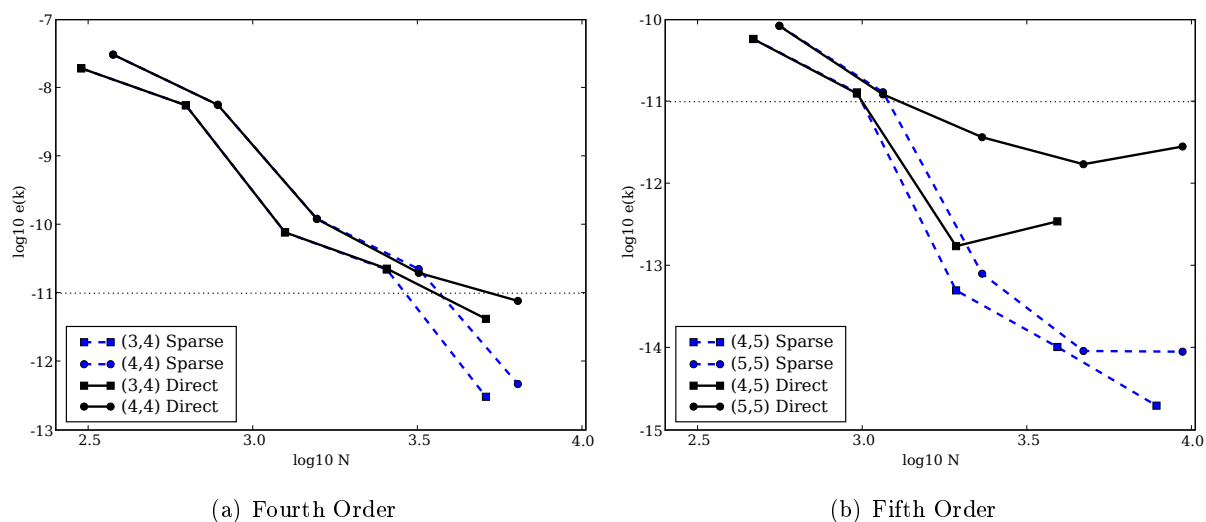 -7
-8
-9
-10
-11
-12
-13
log10 e(k)
2.5 3.0 3.5 4.0
log10 N
(3,4) Sparse
(4,4) Sparse
(3,4) Direct
(4,4) Direct
(a) Fourth Order
-10
-11
-12
-13
-14
-15
log10 e(k)
2.5 3.0 3.5 4.0
log10 N
(4,5) Sparse
(5,5) Sparse
(4,5) Direct
(5,5) Direct
(b) Fifth Order